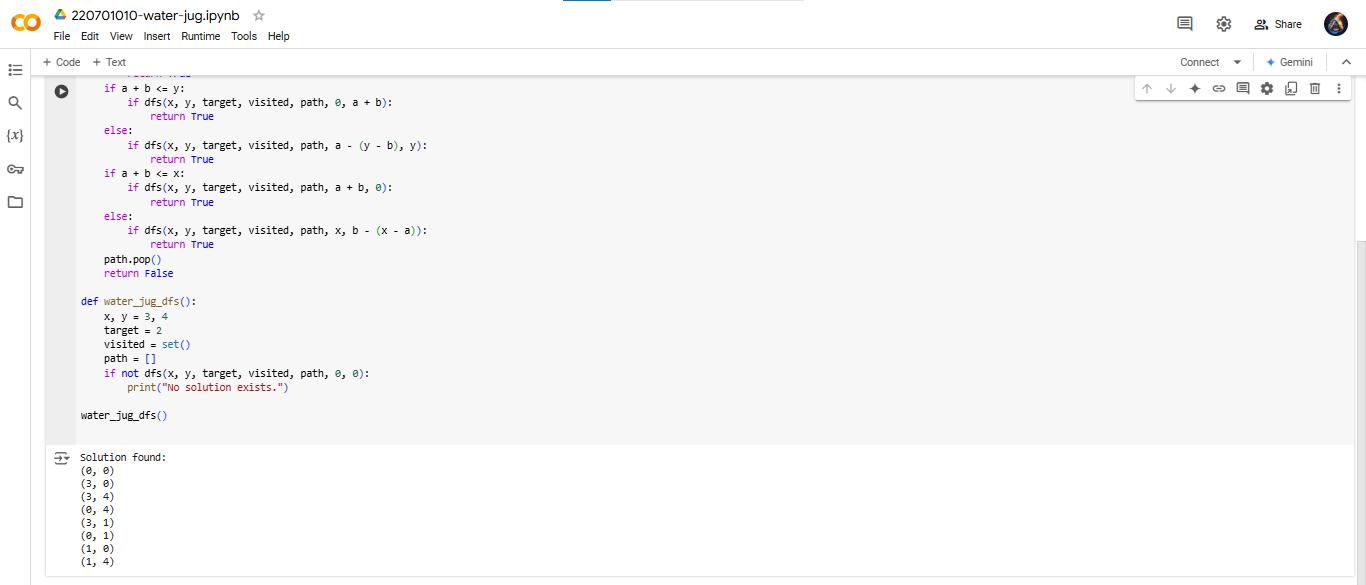 220701010-water-jug.ipynb
File Edit View Insert Runtime Tools Help
Share
+ Code + Text
Connect
Gemini
{x}
return True
if a + b <= y:
if dfs(x, y, target, visited, path, 0, a + b):
return True
else:
if dfs(x, y, target, visited, path, a - (y - b), y):
return True
if a + b <= x:
if dfs(x, y, target, visited, path, a + b, 0):
return True
else:
if dfs(x, y, target, visited, path, x, b - (x - a)):
return True
path.pop()
return False
def water_jug_dfs():
x, y = 3, 4
target = 2
visited = set()
path = []
if not dfs(x, y, target, visited, path, 0, 0):
print("No solution exists.")
water_jug_dfs()
Solution found:
(0, 0)
(3, 0)
(3, 4)
(0, 4)
(3, 1)
(0, 1)
(1, 0)
(1, 4)